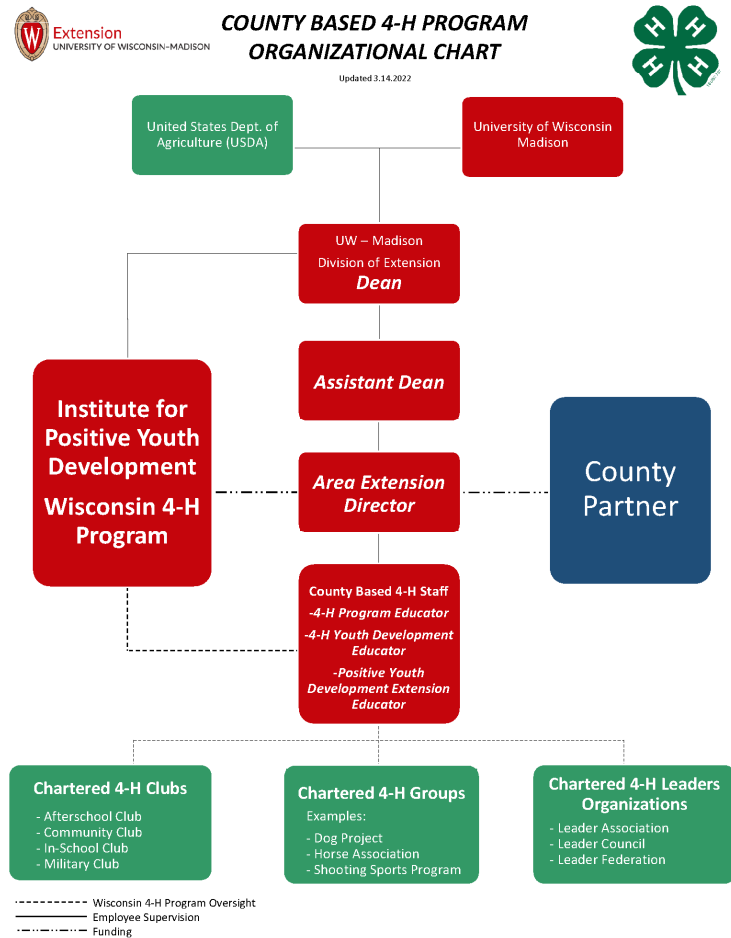 Extension
UNIVERSITY OF WISCONSIN–MADISON
COUNTY BASED 4-H PROGRAM
ORGANIZATIONAL CHART
Updated 3.14.2022
W
H H H H
United States Dept. of
Agriculture (USDA)
University of Wisconsin
Madison
UW – Madison
Division of Extension
Dean
Assistant Dean
Institute for
Positive Youth
Development
Wisconsin 4-H
Program
Area Extension
Director
County
Partner
County Based 4-H Staff
-4-H Program Educator
-4-H Youth Development
Educator
-Positive Youth
Development Extension
Educator
Chartered 4-H Clubs
- Afterschool Club
- Community Club
- In-School Club
- Military Club
Chartered 4-H Groups
Examples:
- Dog Project
- Horse Association
- Shooting Sports Program
Chartered 4-H Leaders
Organizations
- Leader Association
- Leader Council
- Leader Federation
Wisconsin 4-H Program Oversight
Employee Supervision
Funding